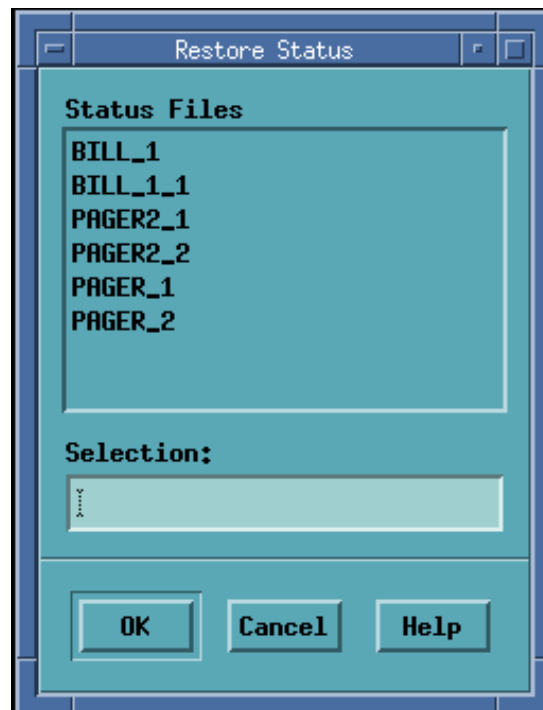 Restore Status
Status Files
BILL_1
BILL_1_1
PAGER2_1
PAGER2_2
PAGER_1
PAGER_2
Selection:
OK Cancel Help